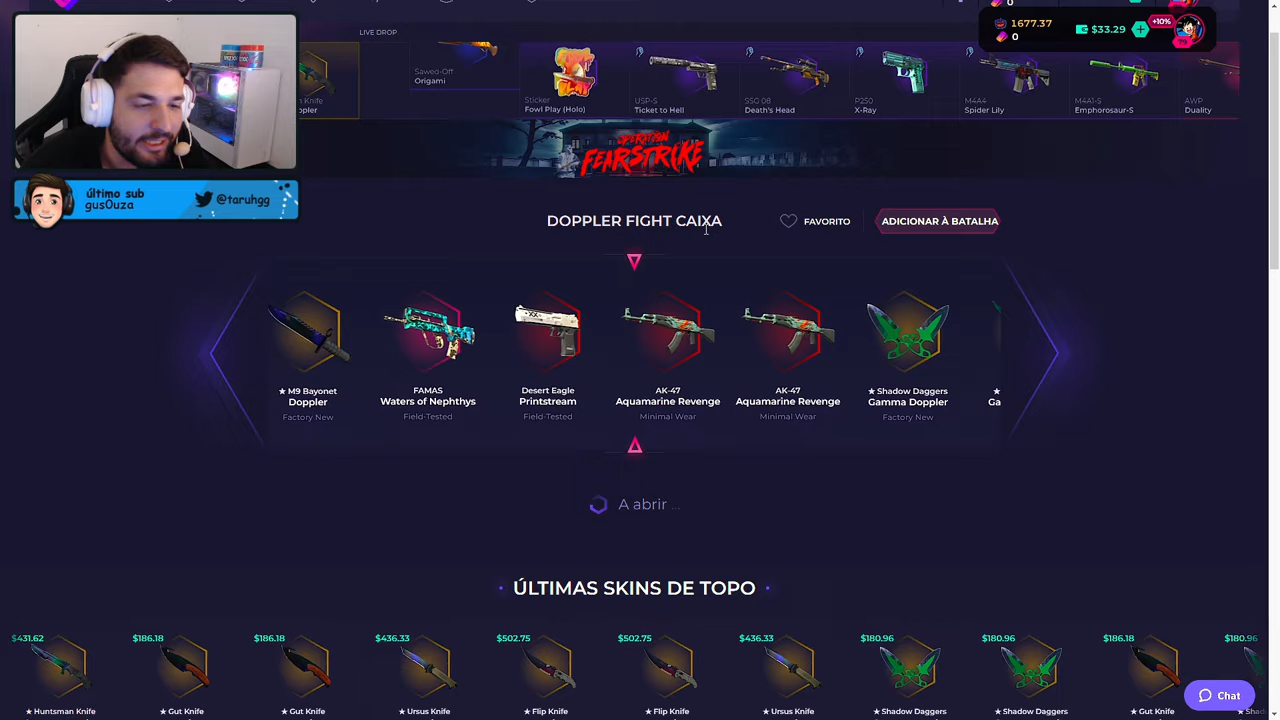 0
1677.37
0
$33.29
+10%
LIVE DROP
Sawed-Off
Origami
Sticker
Fowl Play (Holo)
USP-S
Ticket to Hell
SSG 08
Death's Head
P250
X-Ray
M4A4
Spider Lily
M4A1-S
Emphorosaur-S
AWP
Duality
OPERATION
FEARSTRIKE
último sub
gus0uza
@taruhgg
DOPPLER FIGHT CAIXA
FAVORITO
ADICIONAR À BATALHA
★ M9 Bayonet
Doppler
Factory New
FAMAS
Waters of Nephthys
Field-Tested
Desert Eagle
Printstream
Field-Tested
AK-47
Aquamarine Revenge
Minimal Wear
AK-47
Aquamarine Revenge
Minimal Wear
★ Shadow Daggers
Gamma Doppler
Factory New
★
Ga
A abrir ...
• ÚLTIMAS SKINS DE TOPO •
$431.62
$186.18
$186.18
$436.33
$502.75
$502.75
$436.33
$180.96
$180.96
$186.18
$180.96
★ Huntsman Knife
★ Gut Knife
★ Gut Knife
★ Ursus Knife
★ Flip Knife
★ Flip Knife
★ Ursus Knife
★ Shadow Daggers
★ Shadow Daggers
★ Gut Knife
Chat